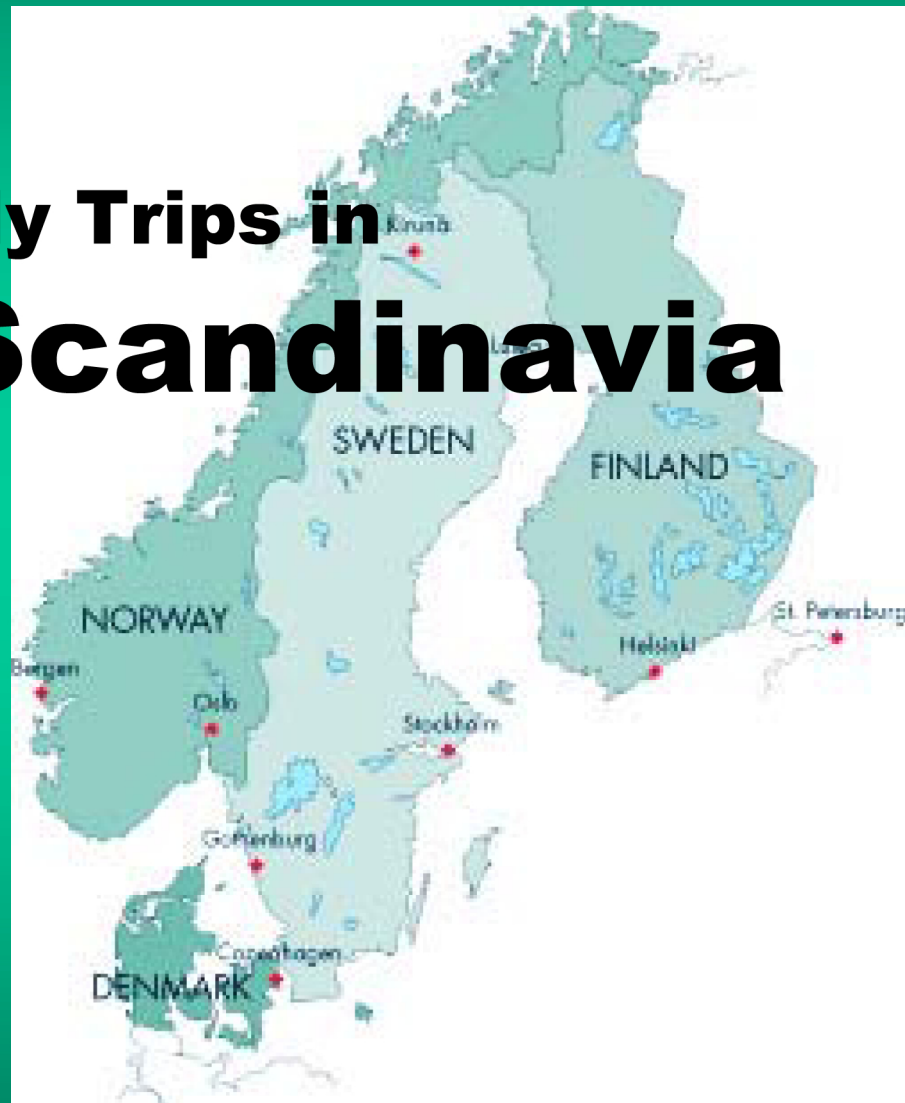 y Trips in
Kiruna
Scandinavia
SWEDEN
FINLAND
NORWAY
St. Petersburg
Helsinki
Bergen
Oslo
Stockholm
Gothenburg
Copenhagen
DENMARK